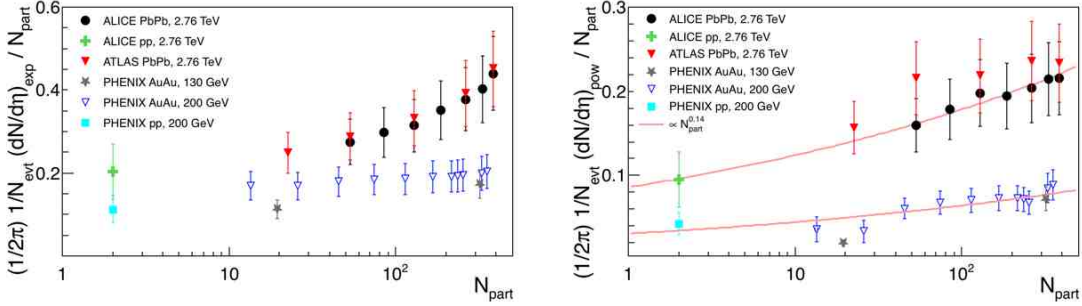 (1/2π) 1/N_evt (dN/dη)_exp / N_part
0.6
0.4
0.2
ALICE PbPb, 2.76 TeV
ALICE pp, 2.76 TeV
ATLAS PbPb, 2.76 TeV
PHENIX AuAu, 130 GeV
PHENIX AuAu, 200 GeV
PHENIX pp, 200 GeV
1
10
10²
N_part
(1/2π) 1/N_evt (dN/dη)_pow / N_part
0.3
0.2
0.1
ALICE PbPb, 2.76 TeV
ALICE pp, 2.76 TeV
ATLAS PbPb, 2.76 TeV
PHENIX AuAu, 130 GeV
PHENIX AuAu, 200 GeV
PHENIX pp, 200 GeV
∝ N_part^0.14
1
10
10²
N_part